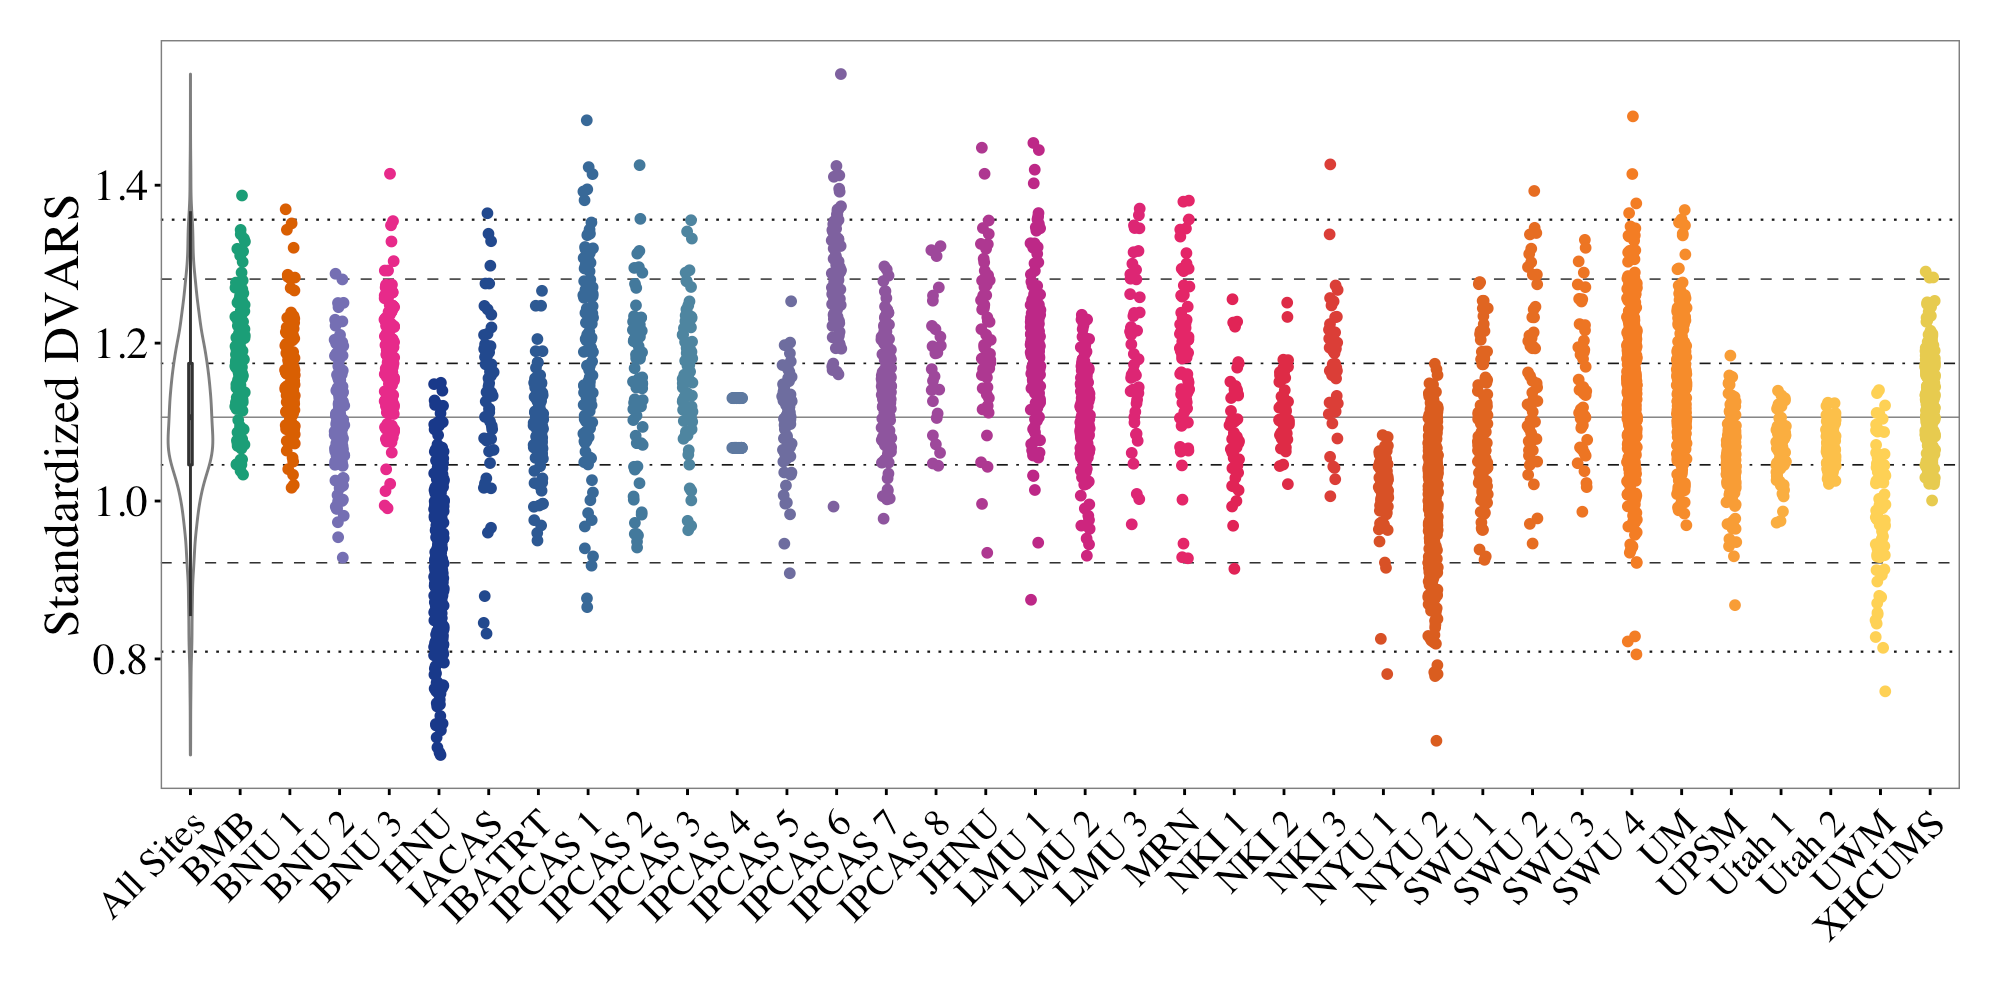 Standardized DVARS
1.4
1.2
1.0
0.8
All Sites
BMB
BNU 1
BNU 2
BNU 3
HNU
IACAS
IBATRT
IPCAS 1
IPCAS 2
IPCAS 3
IPCAS 4
IPCAS 5
IPCAS 6
IPCAS 7
IPCAS 8
JHNU
LMU 1
LMU 2
LMU 3
MRN
NKI 1
NKI 2
NKI 3
NYU 1
NYU 2
SWU 1
SWU 2
SWU 3
SWU 4
UM
UPSM
Utah 1
Utah 2
UWM
XHCUMS